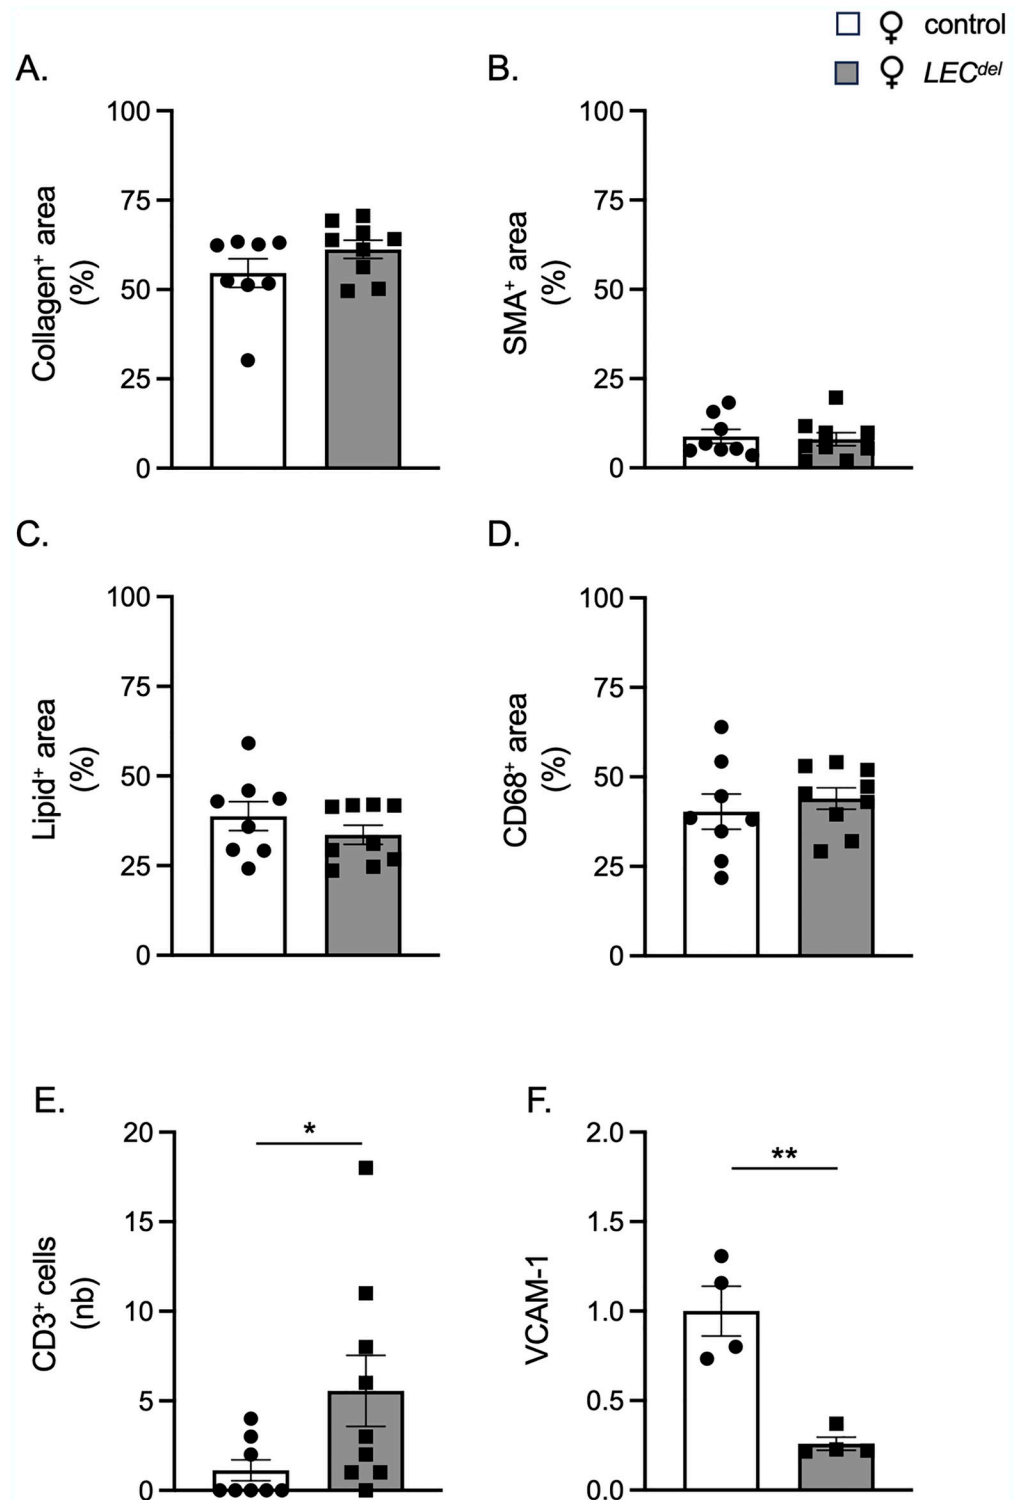 ♀ control
♀ LECdel
A.
100
75
50
25
0
Collagen+ area
(%)
B.
100
75
50
25
0
SMA+ area
(%)
C.
100
75
50
25
0
Lipid+ area
(%)
D.
100
75
50
25
0
CD68+ area
(%)
E.
20
15
10
5
0
CD3+ cells
(nb)
*
F.
2.0
1.5
1.0
0.5
0.0
VCAM-1
**